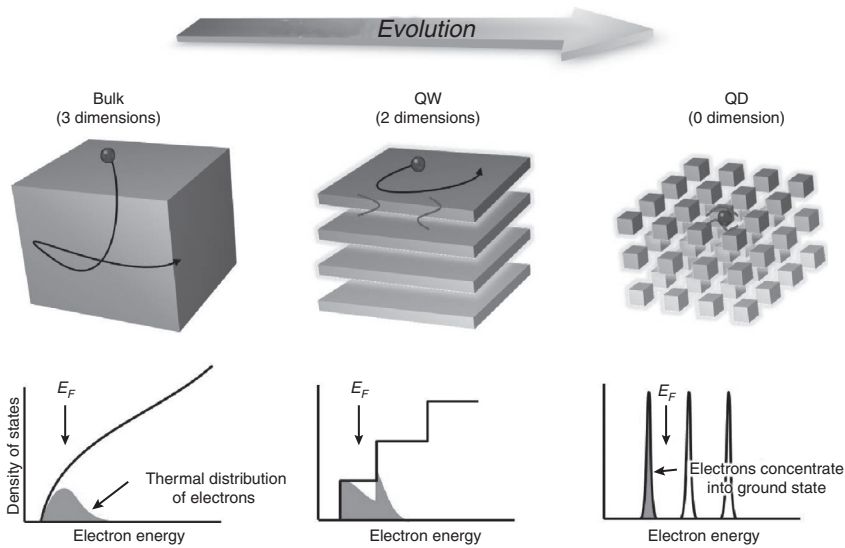 Evolution
Bulk
(3 dimensions)
QW
(2 dimensions)
QD
(0 dimension)
Density of states
E_F
Thermal distribution
of electrons
Electron energy
E_F
Electron energy
E_F
Electrons concentrate
into ground state
Electron energy